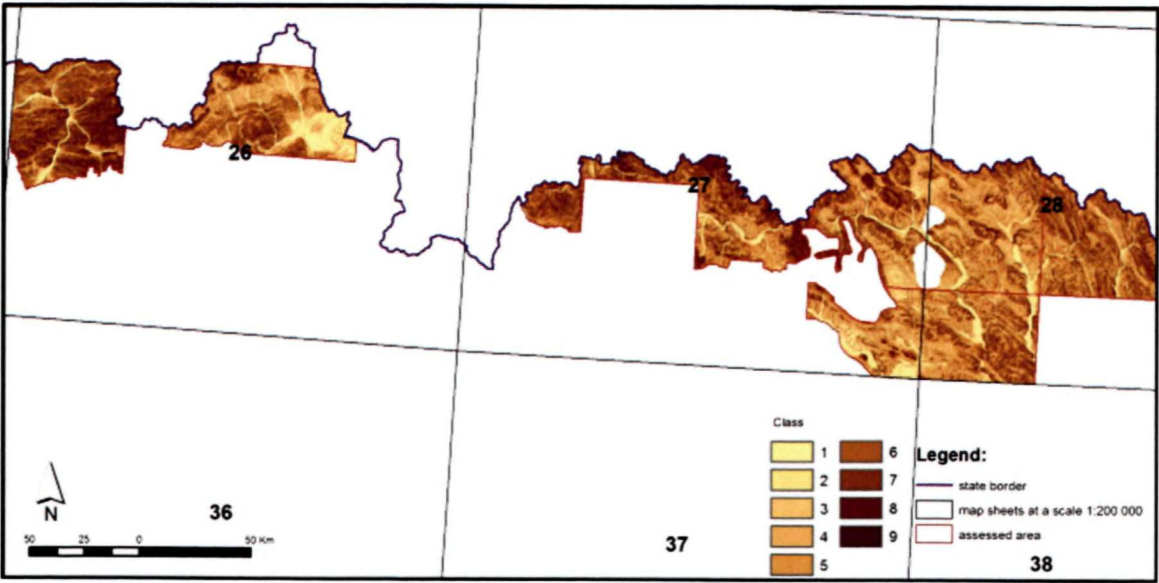 26
27
28
Class
1 6
2 7
3 8
4 9
5
Legend:
state border
map sheets at a scale 1:200 000
assessed area
N
50 25 0 50 Km
36
37
38